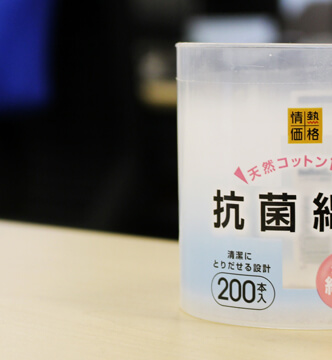 情熱
価格
天然コットン
抗菌綿
清潔に
とりだせる設計
200本入